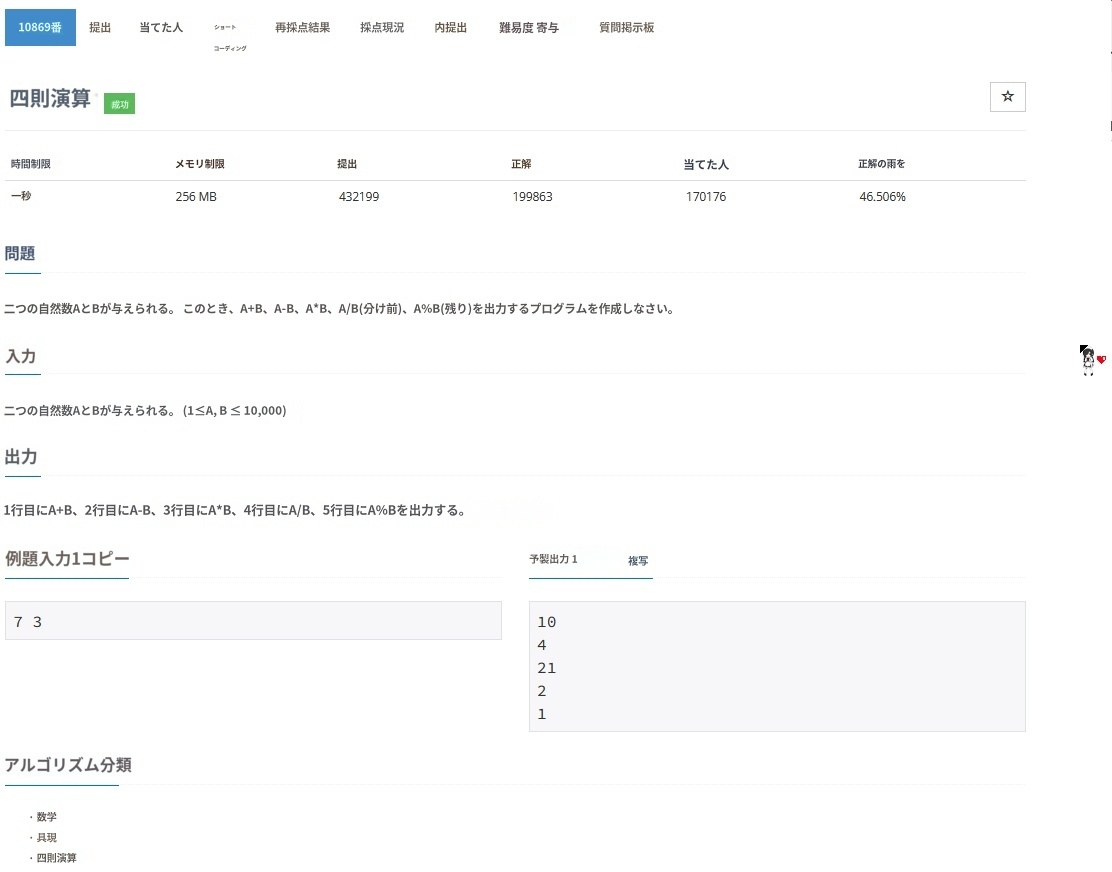 10869番 提出 当てた人 ショート 再採点結果 採点現況 内提出 難易度 寄与 質問掲示板
コーディング
四則演算 成功 ☆
時間制限 メモリ制限 提出 正解 当てた人 正解の雨を
一秒 256 MB 432199 199863 170176 46.506%
問題
二つの自然数AとBが与えられる。 このとき、A+B、A-B、A*B、A/B(分け前)、A%B(残り)を出力するプログラムを作成しなさい。
入力
二つの自然数AとBが与えられる。 (1≤A, B ≤ 10,000)
出力
1行目にA+B、2行目にA-B、3行目にA*B、4行目にA/B、5行目にA%Bを出力する。
例題入力1コピー 予製出力 1 複写
7 3
10
4
21
2
1
アルゴリズム分類
· 数学
· 具現
· 四則演算